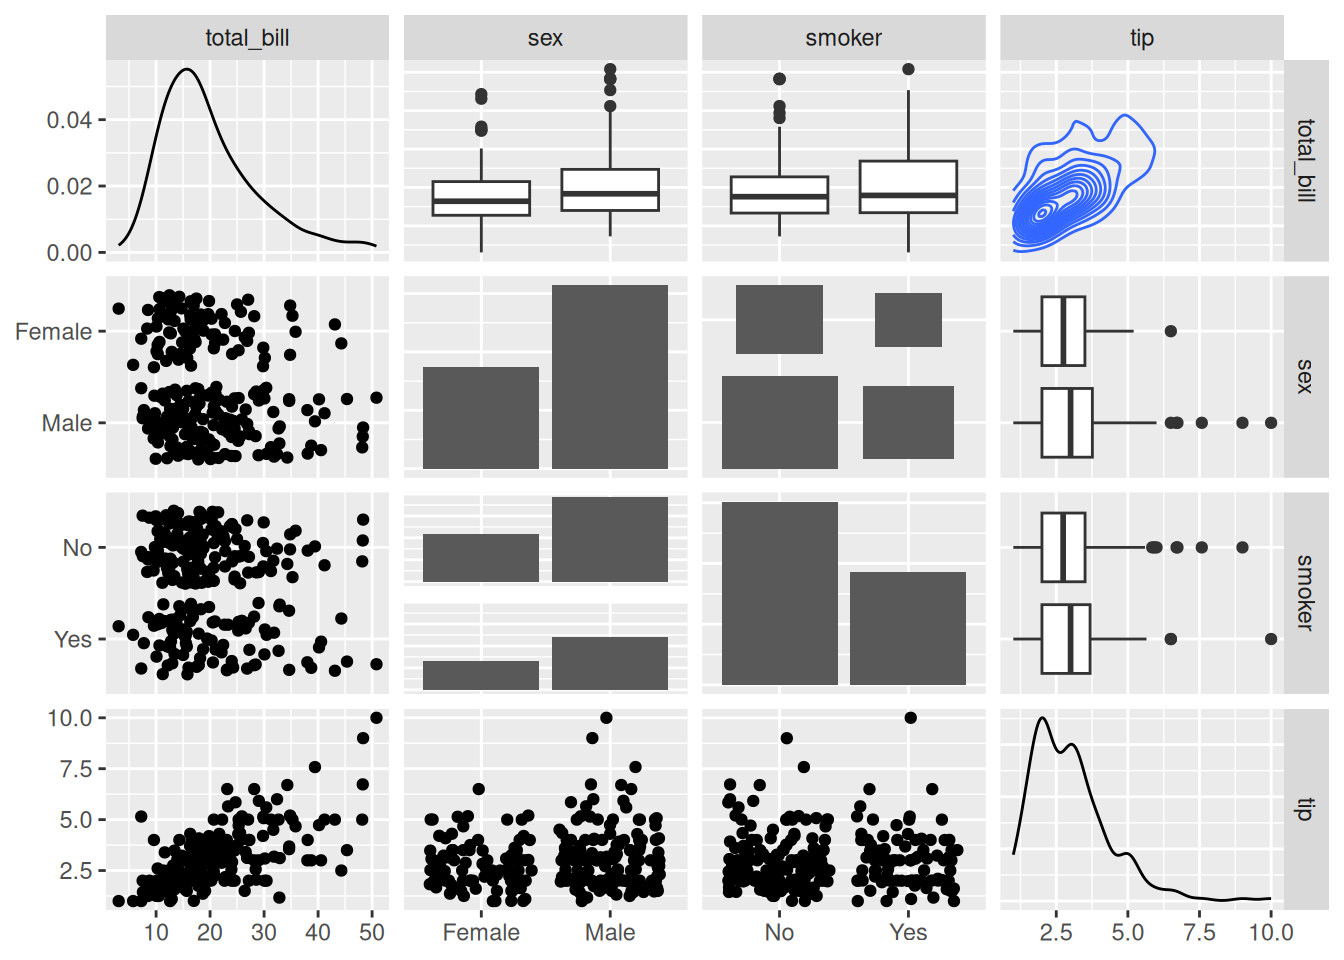 total_bill sex smoker tip
0.04
0.02
0.00
total_bill
Female
Male
sex
No
Yes
smoker
10.0
7.5
5.0
2.5
tip
10 20 30 40 50 Female Male No Yes 2.5 5.0 7.5 10.0